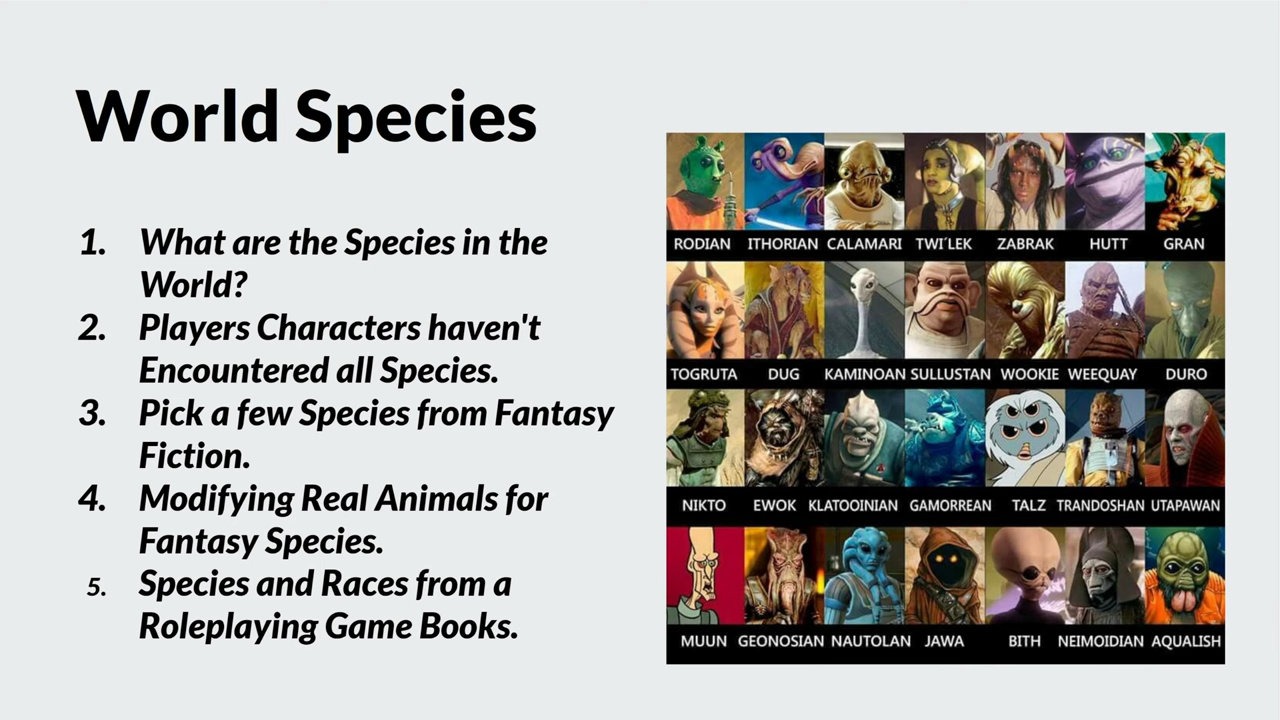 World Species
1. What are the Species in the
World?
2. Players Characters haven't
Encountered all Species.
3. Pick a few Species from Fantasy
Fiction.
4. Modifying Real Animals for
Fantasy Species.
5. Species and Races from a
Roleplaying Game Books.
RODIAN ITHORIAN CALAMARI TWI´LEK ZABRAK HUTT GRAN
TOGRUTA DUG KAMINOAN SULLUSTAN WOOKIE WEEQUAY DURO
NIKTO EWOK KLATOOINIAN GAMORREAN TALZ TRANDOSHAN UTAPAWAN
MUUN GEONOSIAN NAUTOLAN JAWA BITH NEIMOIDIAN AQUALISH